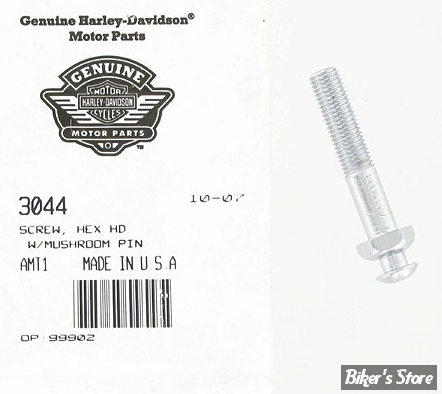 Genuine Harley-Davidson®
Motor Parts
GENUINE
MOTOR
HARLEY-DAVIDSON
CYCLES
MOTOR PARTS
TM
3044
10-07
SCREW, HEX HD
W/MUSHROOM PIN
AMT1 MADE IN U S A
OP:99902
Biker's Store